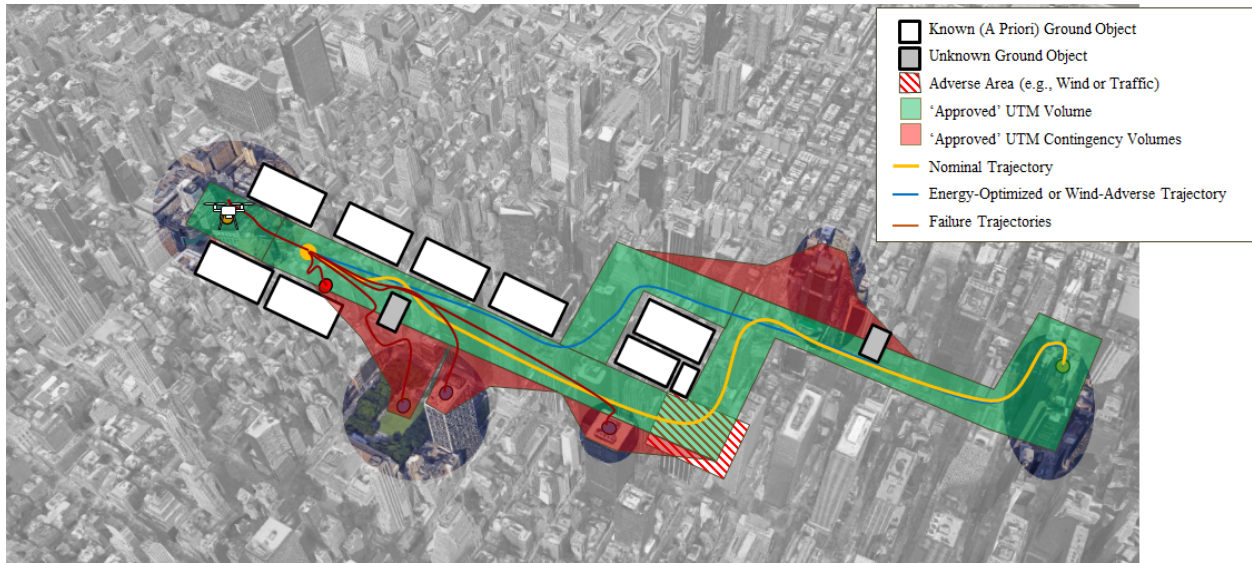 Known (A Priori) Ground Object
Unknown Ground Object
Adverse Area (e.g., Wind or Traffic)
‘Approved’ UTM Volume
‘Approved’ UTM Contingency Volumes
Nominal Trajectory
Energy-Optimized or Wind-Adverse Trajectory
Failure Trajectories